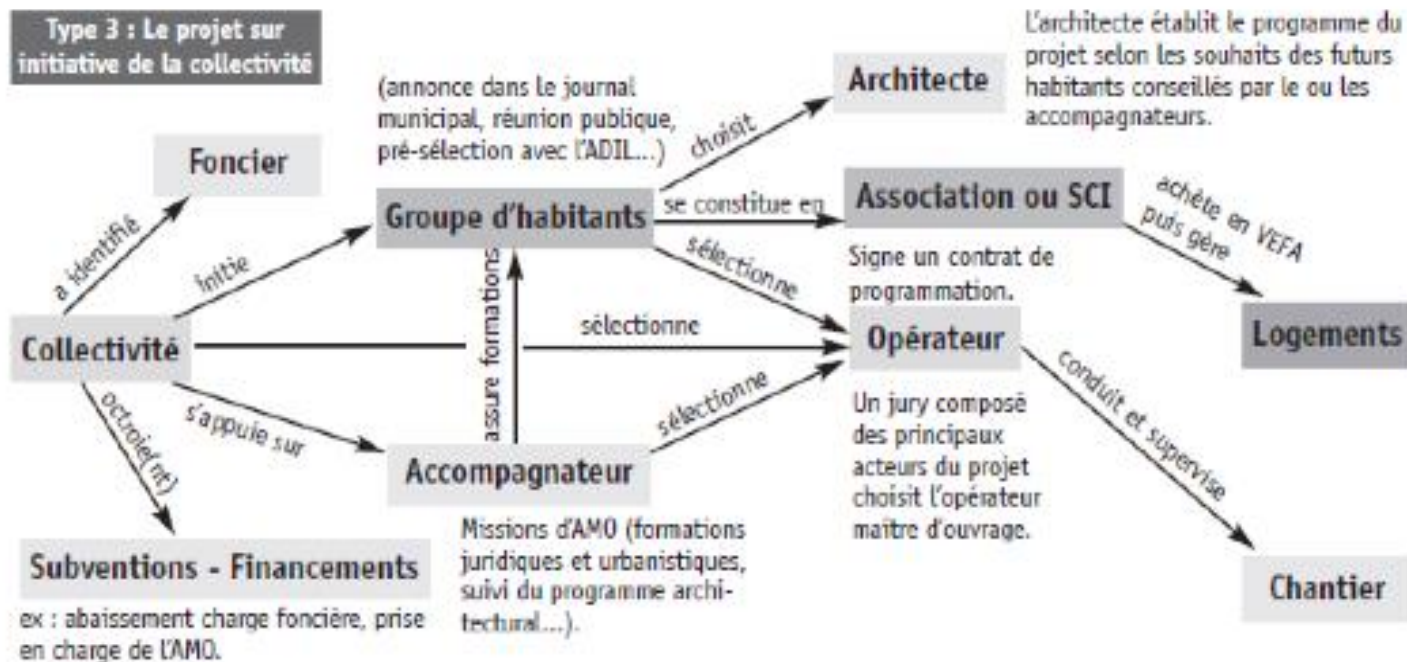 Type 3 : Le projet sur
initiative de la collectivité
L'architecte établit le programme du
projet selon les souhaits des futurs
habitants conseillés par le ou les
accompagnateurs.
Architecte
(annonce dans le journal
municipal, réunion publique,
pré-sélection avec l'ADIL...)
choisit
Foncier
Groupe d'habitants
se constitue en
Association ou SCI
achète en VEFA
puis gère
a identifié
initie
sélectionne
Signe un contrat de
programmation.
Collectivité
assure formations
sélectionne
Opérateur
Logements
octroie(nt)
s'appuie sur
sélectionne
conduit et supervise
Accompagnateur
Un jury composé
des principaux
acteurs du projet
choisit l'opérateur
maître d'ouvrage.
Missions d'AMO (formations
juridiques et urbanistiques,
suivi du programme archi-
tectural...).
Subventions - Financements
ex : abaissement charge foncière, prise
en charge de l'AMO.
Chantier